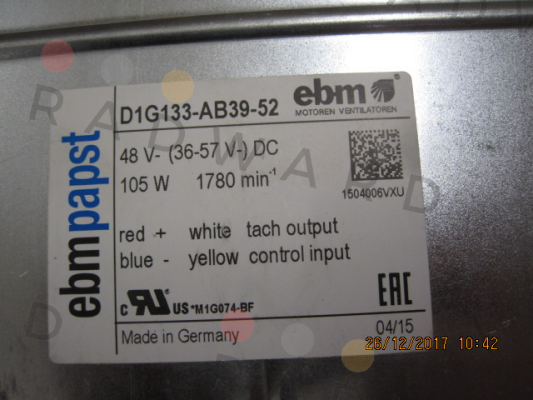 ebmpapst
D1G133-AB39-52
ebm
MOTOREN VENTILATOREN
48 V- (36-57 V-) DC
105 W 1780 min⁻¹
1504006VXU
red + white tach output
blue - yellow control input
c RU US *M1G074-BF
EAC
Made in Germany
04/15
26/12/2017 10:42
RADWARD